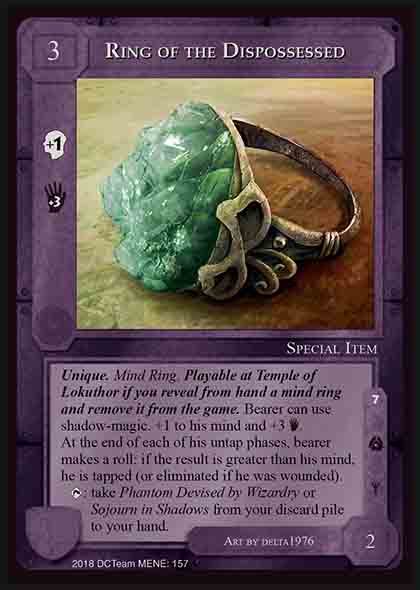 3
Ring of the Dispossessed
+1
+3
Special Item
Unique. Mind Ring. Playable at Temple of
Lokuthor if you reveal from hand a mind ring
and remove it from the game. Bearer can use
shadow-magic. +1 to his mind and +3 .
At the end of each of his untap phases, bearer
makes a roll: if the result is greater than his mind,
he is tapped (or eliminated if he was wounded).
: take Phantom Devised by Wizardry or
Sojourn in Shadows from your discard pile
to your hand.
7
Art by delta1976
2
2018 DCTeam MENE: 157